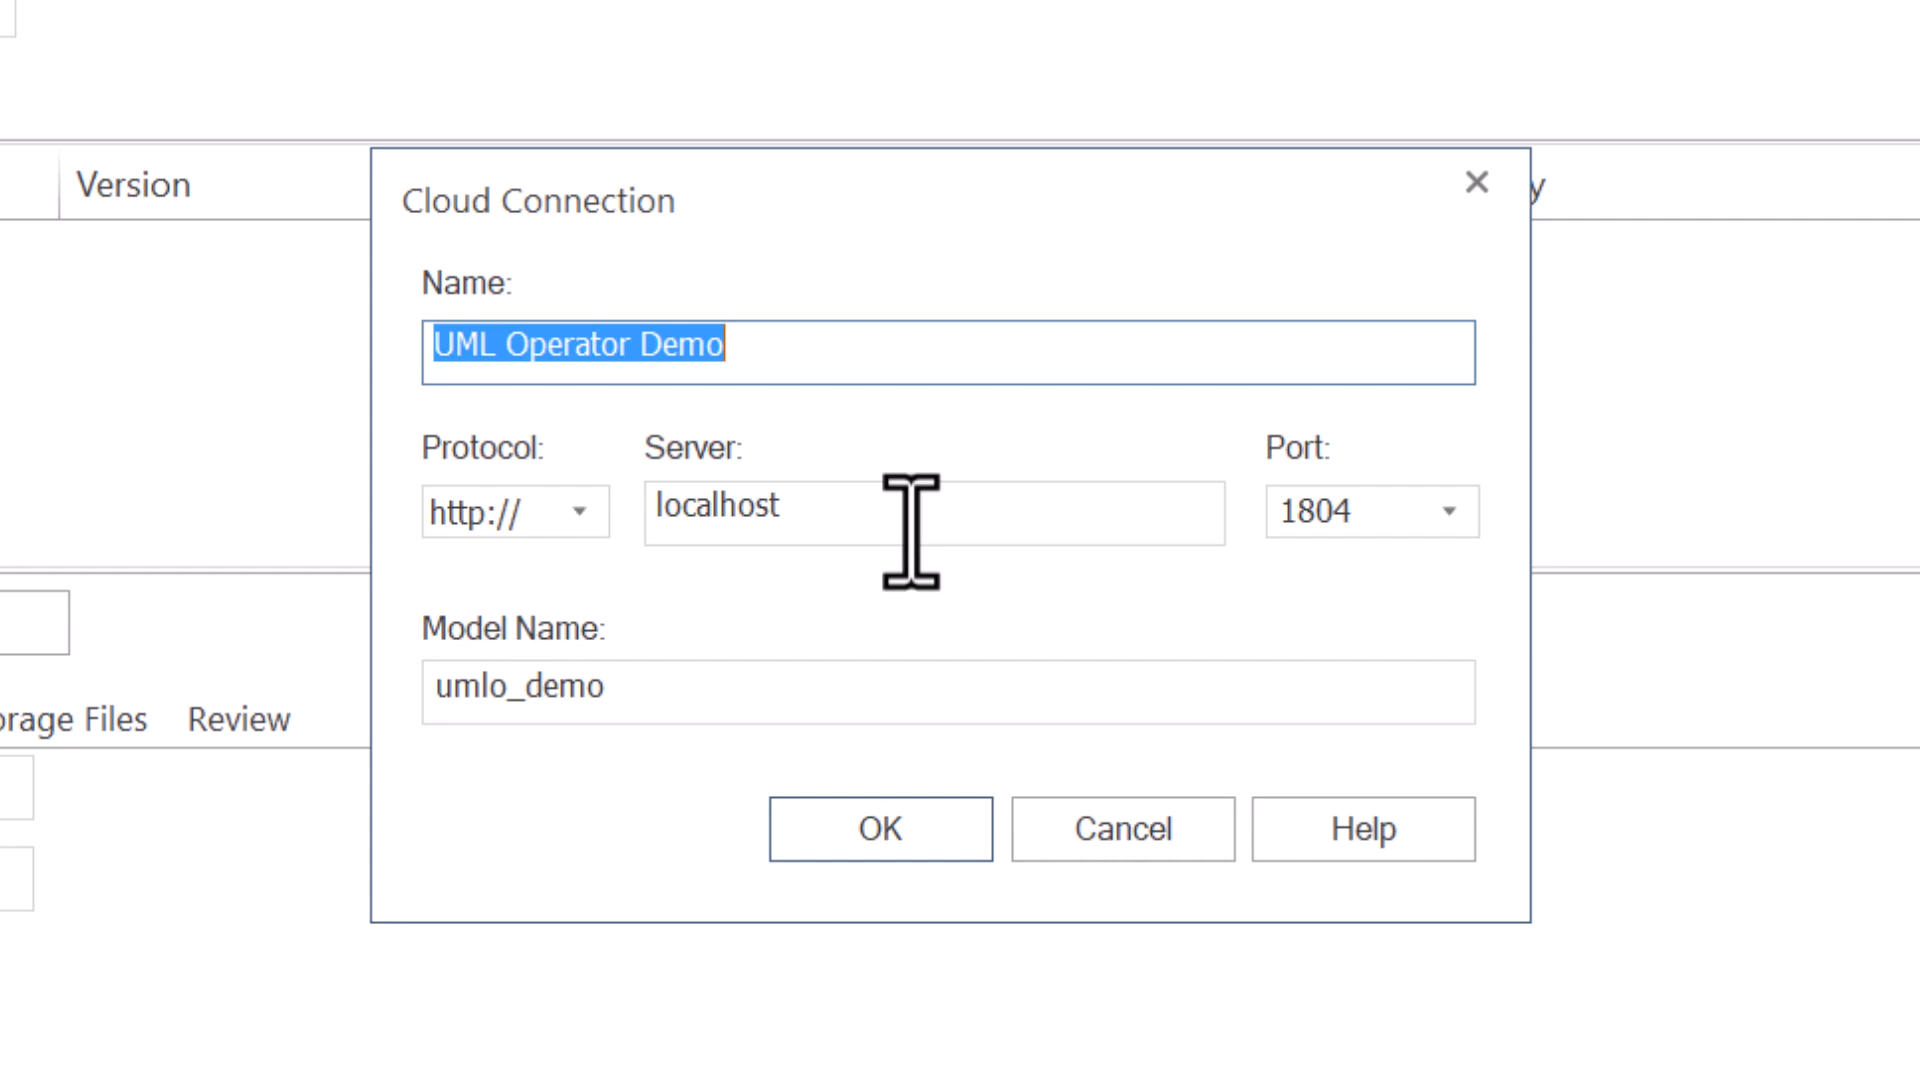 Version
Cloud Connection
y
Name:
UML Operator Demo
Protocol: Server: Port:
http:// localhost 1804
Model Name:
umlo_demo
orage Files Review
OK Cancel Help